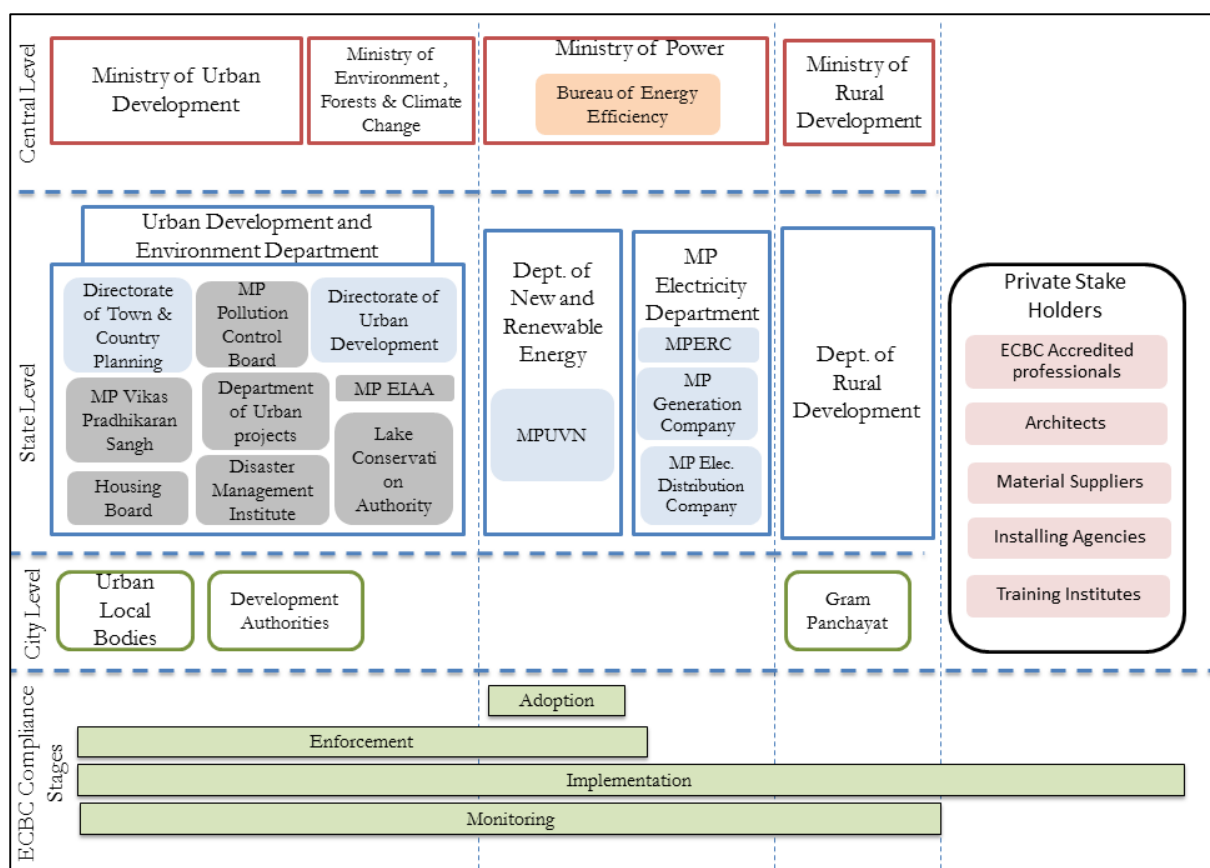 Central Level
Ministry of Urban
Development
Ministry of
Environment ,
Forests & Climate
Change
Ministry of Power
Bureau of Energy
Efficiency
Ministry of
Rural
Development
State Level
Urban Development and
Environment Department
Directorate
of Town &
Country
Planning
MP
Pollution
Control
Board
Directorate of
Urban
Development
MP Vikas
Pradhikaran
Sangh
Department
of Urban
projects
MP EIAA
Lake
Conservati
on
Authority
Housing
Board
Disaster
Management
Institute
Dept. of
New and
Renewable
Energy
MPUVN
MP
Electricity
Department
MPERC
MP
Generation
Company
MP Elec.
Distribution
Company
Dept. of
Rural
Development
Private Stake
Holders
ECBC Accredited
professionals
Architects
Material Suppliers
Installing Agencies
Training Institutes
City Level
Urban
Local
Bodies
Development
Authorities
Gram
Panchayat
ECBC Compliance
Stages
Adoption
Enforcement
Implementation
Monitoring